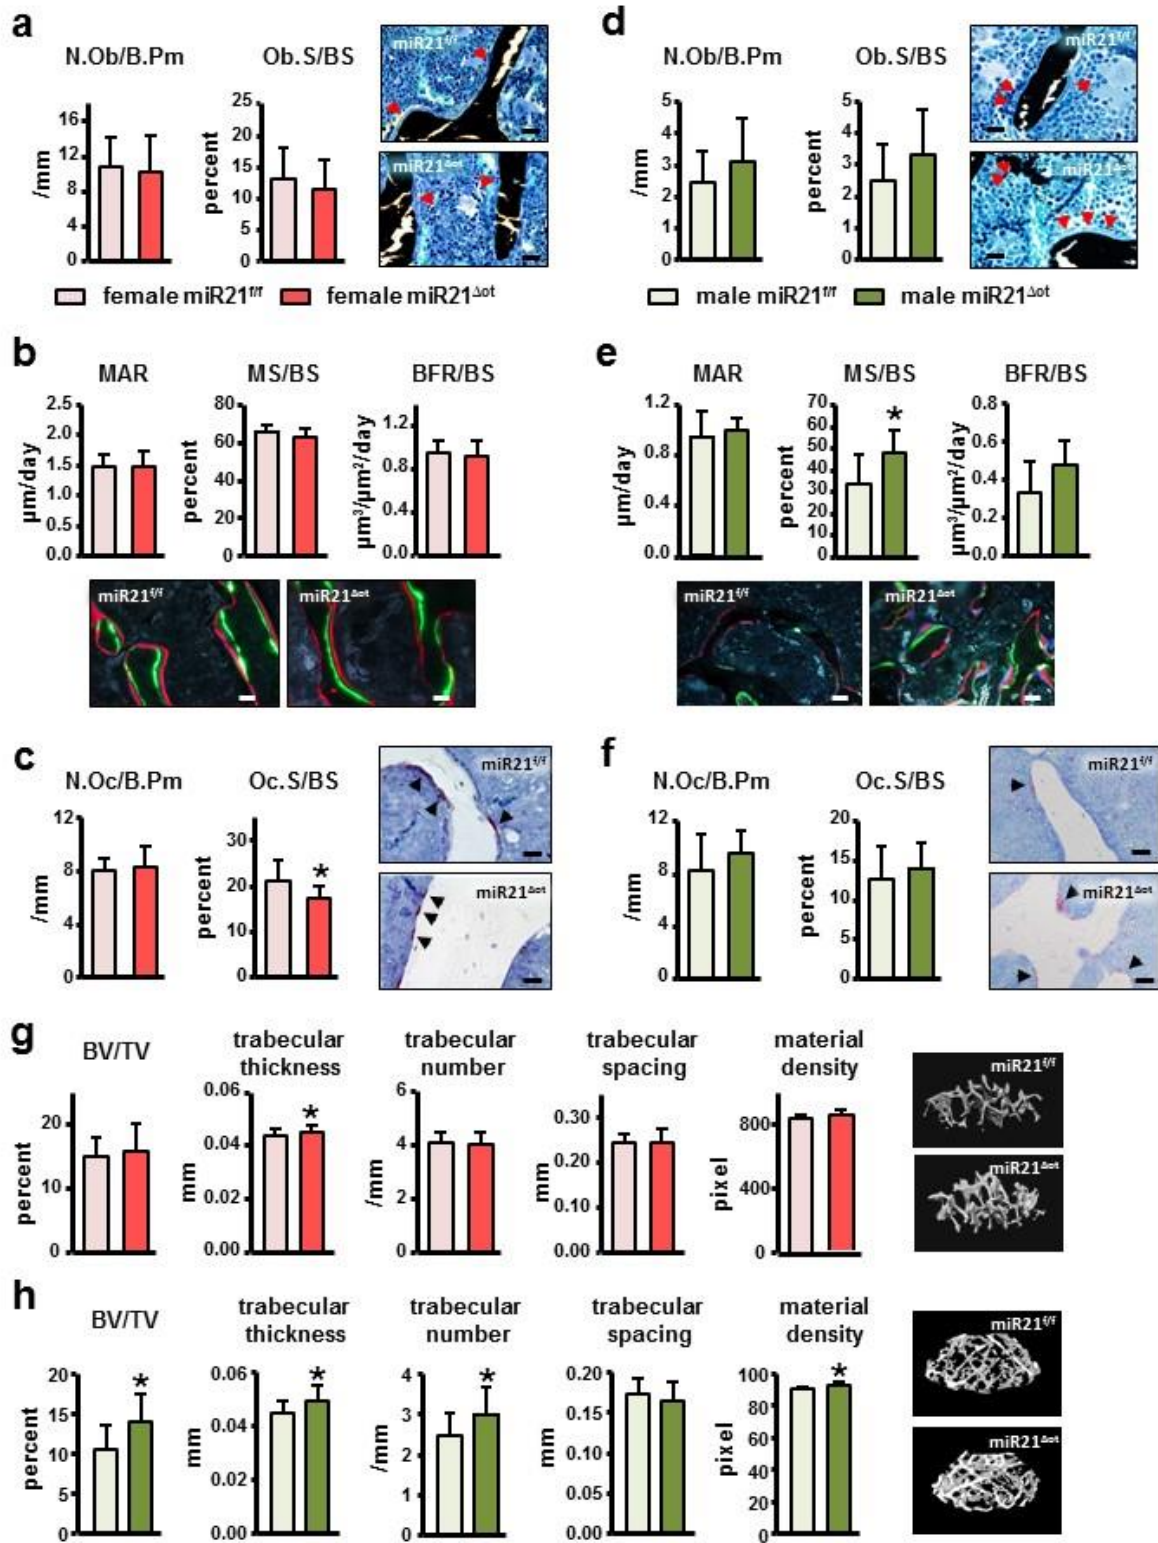 a
N.Ob/B.Pm
Ob.S/BS
/mm
16
12
8
4
0
percent
25
20
15
10
5
0
miR21f/f
miR21Δot
female miR21f/f
female miR21Δot
d
N.Ob/B.Pm
Ob.S/BS
/mm
5
4
3
2
1
0
percent
5
4
3
2
1
0
miR21f/f
miR21Δot
male miR21f/f
male miR21Δot
b
MAR
MS/BS
BFR/BS
µm/day
2.5
2.0
1.5
1.0
0.5
0.0
percent
80
60
40
20
0
µm³/µm²/day
1.2
0.8
0.4
0.0
miR21f/f
miR21Δot
e
MAR
MS/BS
BFR/BS
µm/day
1.2
0.8
0.4
0.0
percent
70
60
50
40
30
20
10
0
*
µm³/µm²/day
0.8
0.6
0.4
0.2
0.0
miR21f/f
miR21Δot
c
N.Oc/B.Pm
Oc.S/BS
/mm
12
8
4
0
percent
30
20
10
0
*
miR21f/f
miR21Δot
f
N.Oc/B.Pm
Oc.S/BS
/mm
12
8
4
0
percent
20
15
10
5
0
miR21f/f
miR21Δot
g
BV/TV
trabecular
thickness
trabecular
number
trabecular
spacing
material
density
percent
20
10
0
mm
0.06
0.04
0.02
0.00
*
/mm
6
4
2
0
mm
0.30
0.20
0.10
0.00
pixel
800
400
0
miR21f/f
miR21Δot
h
BV/TV
trabecular
thickness
trabecular
number
trabecular
spacing
material
density
percent
20
15
10
5
0
*
mm
0.06
0.04
0.02
0.00
*
/mm
4
3
2
1
0
*
mm
0.20
0.15
0.10
0.05
0.00
pixel
100
80
60
40
20
0
*
miR21f/f
miR21Δot